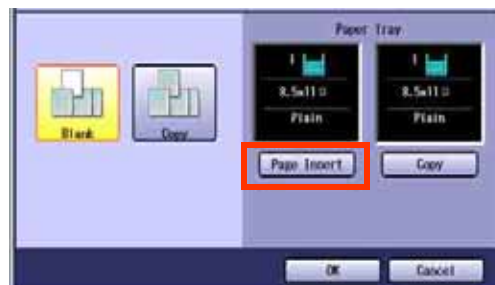 Paper Tray
1 1
8.5x11 8.5x11
Plain Plain
Blank Copy
Page Insert Copy
OK Cancel